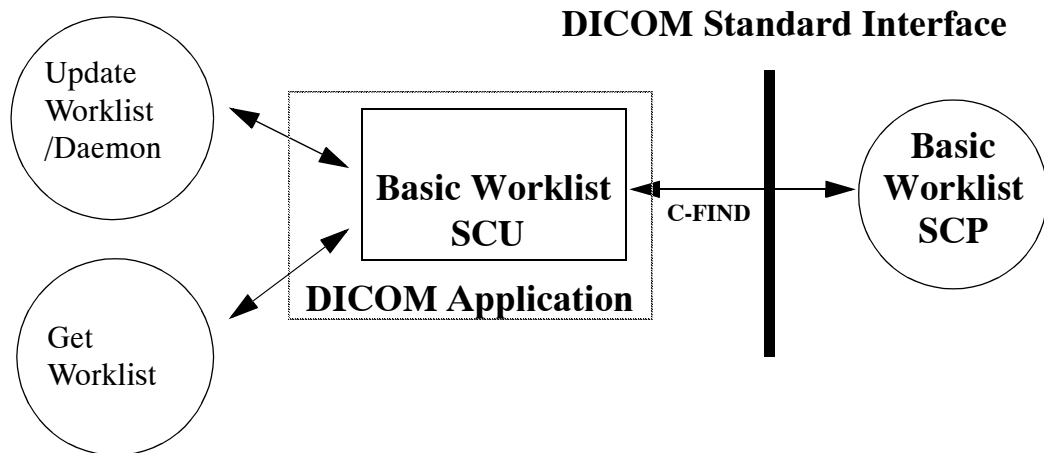 DICOM Standard Interface
Update
Worklist
/Daemon
Basic Worklist
SCU
DICOM Application
C-FIND
Basic
Worklist
SCP
Get
Worklist